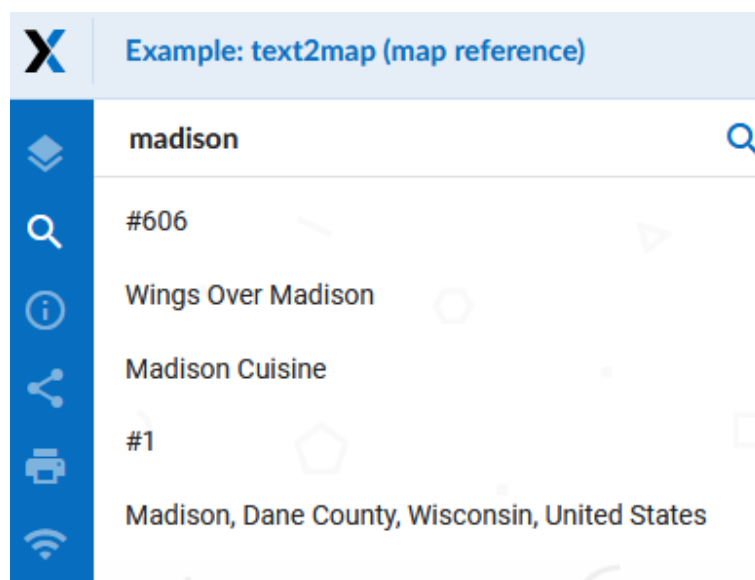 Example: text2map (map reference)
madison
#606
Wings Over Madison
Madison Cuisine
#1
Madison, Dane County, Wisconsin, United States